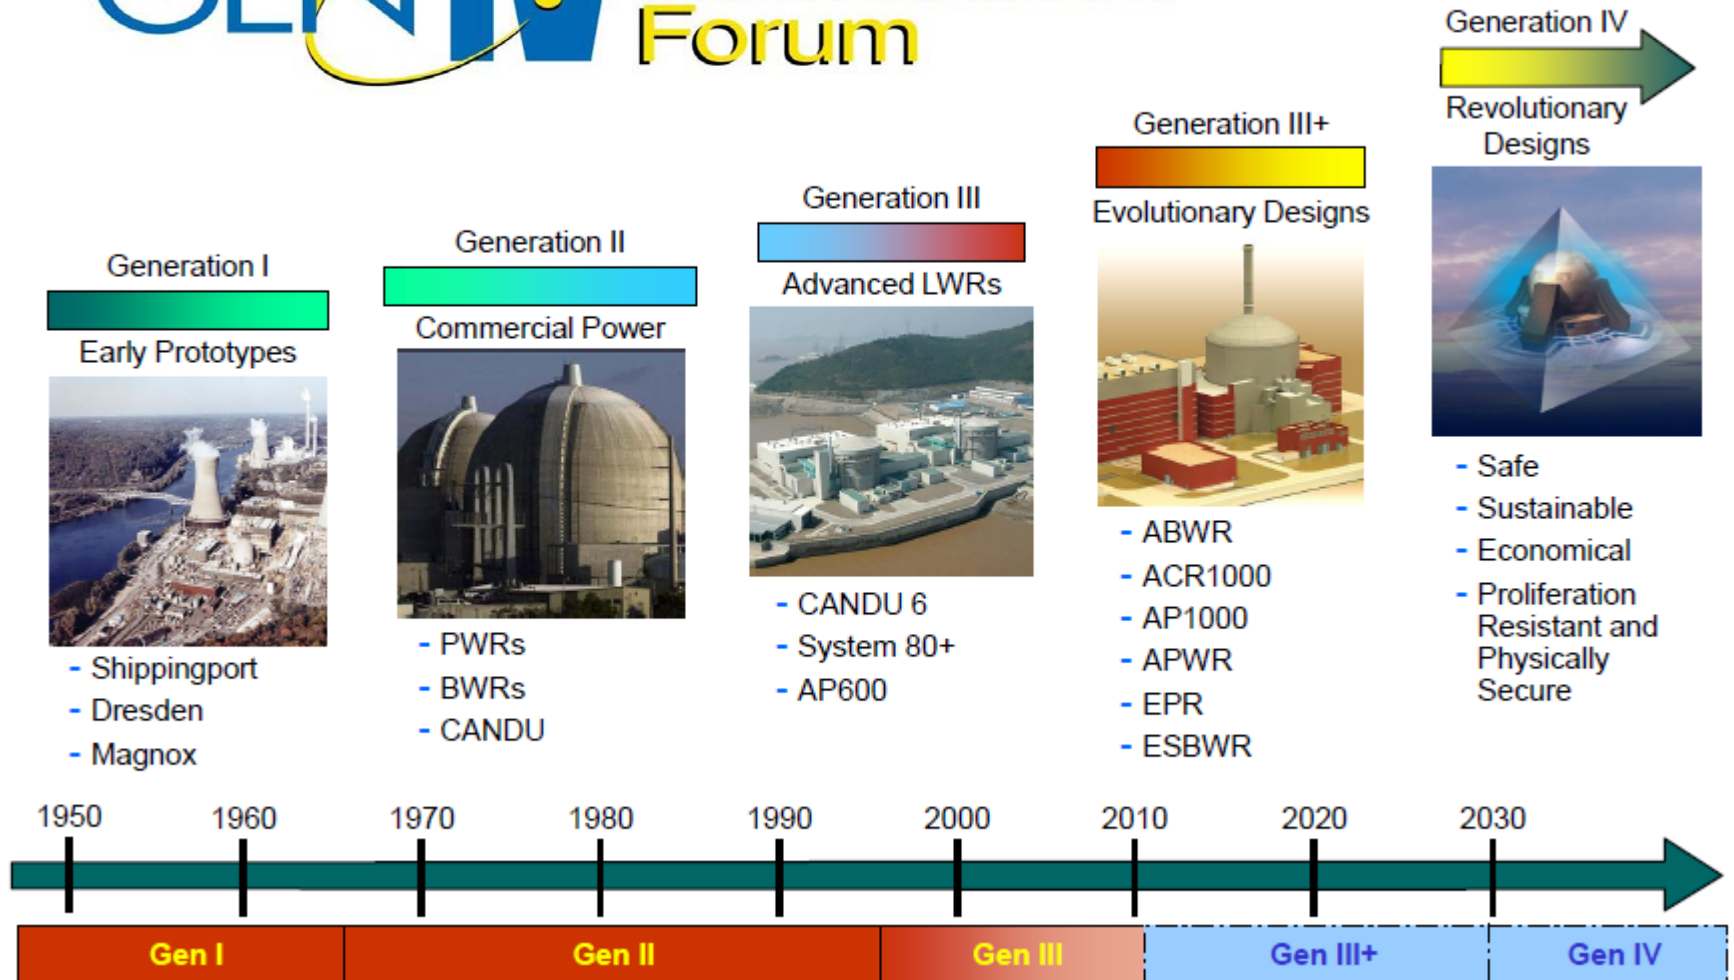 Forum
Generation I
Early Prototypes
- Shippingport
- Dresden
- Magnox
Generation II
Commercial Power
- PWRs
- BWRs
- CANDU
Generation III
Advanced LWRs
- CANDU 6
- System 80+
- AP600
Generation III+
Evolutionary Designs
- ABWR
- ACR1000
- AP1000
- APWR
- EPR
- ESBWR
Generation IV
Revolutionary
Designs
- Safe
- Sustainable
- Economical
- Proliferation
Resistant and
Physically
Secure
1950 1960 1970 1980 1990 2000 2010 2020 2030
Gen I Gen II Gen III Gen III+ Gen IV